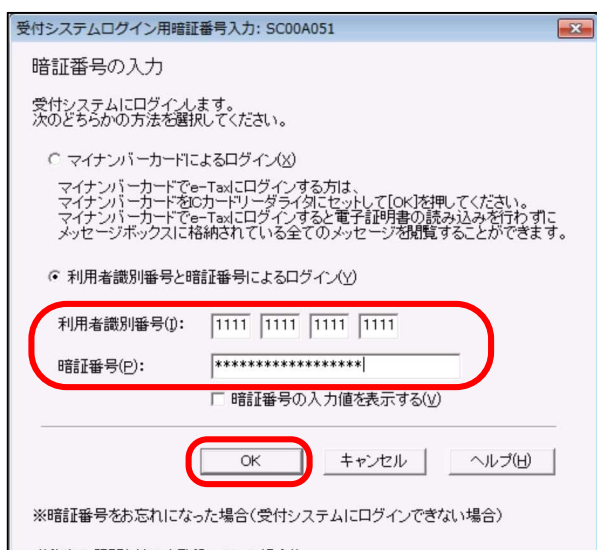 受付システムログイン用暗証番号入力: SC00A051
暗証番号の入力
受付システムにログインします。
次のどちらかの方法を選択してください。
マイナンバーカードによるログイン(X)
マイナンバーカードでe-Taxにログインする方は、
マイナンバーカードをICカードリーダライタにセットして[OK]を押してください。
マイナンバーカードでe-Taxにログインすると電子証明書の読み込みを行わずに
メッセージボックスに格納されている全てのメッセージを閲覧することができます。
利用者識別番号と暗証番号によるログイン(Y)
利用者識別番号(I): 1111 1111 1111 1111
暗証番号(P): ******************
暗証番号の入力値を表示する(V)
OK キャンセル ヘルプ(H)
※暗証番号をお忘れになった場合(受付システムにログインできない場合)